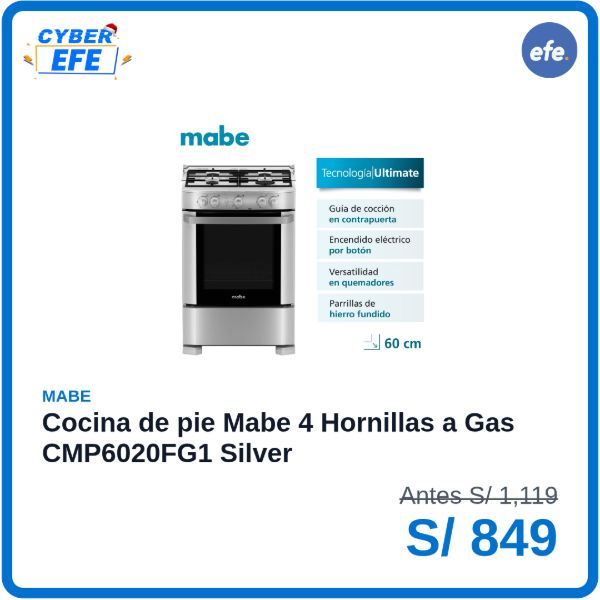 CYBER
EFE
efe.
mabe
Tecnología|Ultimate
Guía de cocción
en contrapuerta
Encendido eléctrico
por botón
Versatilidad
en quemadores
Parrillas de
hierro fundido
mabe
60 cm
MABE
Cocina de pie Mabe 4 Hornillas a Gas
CMP6020FG1 Silver
Antes S/ 1,119
S/ 849